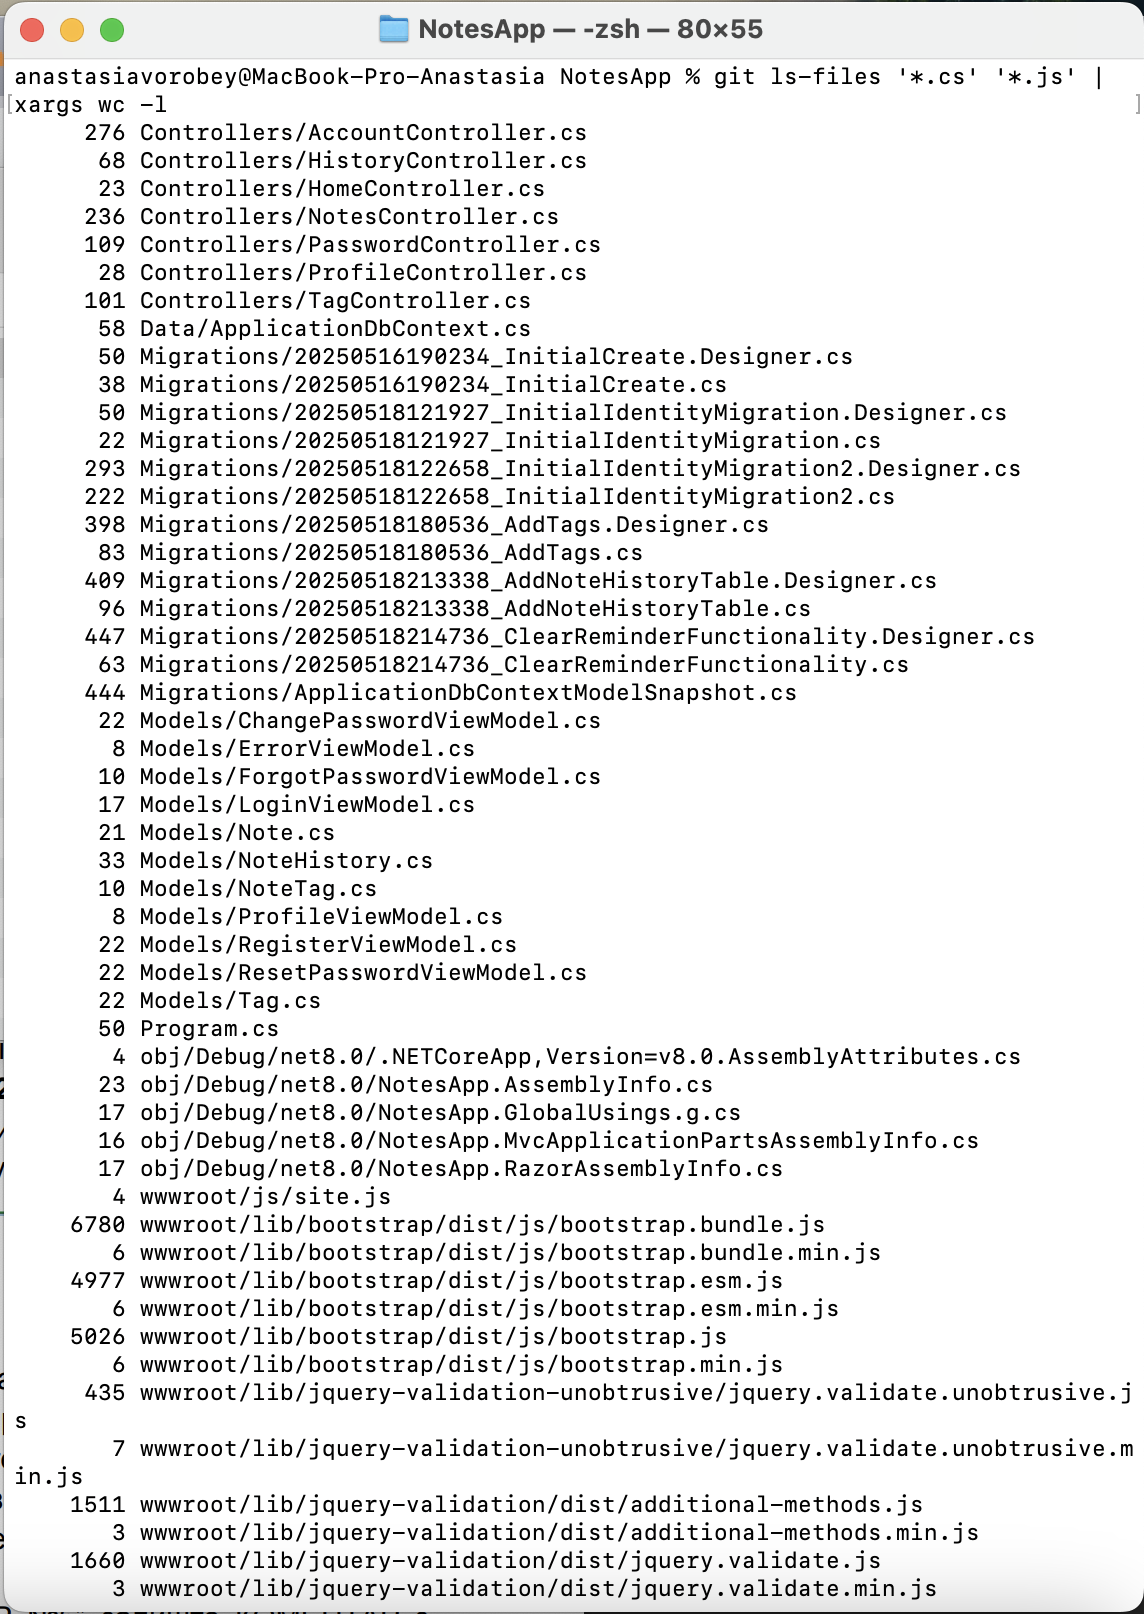 NotesApp — -zsh — 80×55
anastasiavorobey@MacBook-Pro-Anastasia NotesApp % git ls-files '*.cs' '*.js' |
[xargs wc -l ]
276 Controllers/AccountController.cs
68 Controllers/HistoryController.cs
23 Controllers/HomeController.cs
236 Controllers/NotesController.cs
109 Controllers/PasswordController.cs
28 Controllers/ProfileController.cs
101 Controllers/TagController.cs
58 Data/ApplicationDbContext.cs
50 Migrations/20250516190234_InitialCreate.Designer.cs
38 Migrations/20250516190234_InitialCreate.cs
50 Migrations/20250518121927_InitialIdentityMigration.Designer.cs
22 Migrations/20250518121927_InitialIdentityMigration.cs
293 Migrations/20250518122658_InitialIdentityMigration2.Designer.cs
222 Migrations/20250518122658_InitialIdentityMigration2.cs
398 Migrations/20250518180536_AddTags.Designer.cs
83 Migrations/20250518180536_AddTags.cs
409 Migrations/20250518213338_AddNoteHistoryTable.Designer.cs
96 Migrations/20250518213338_AddNoteHistoryTable.cs
447 Migrations/20250518214736_ClearReminderFunctionality.Designer.cs
63 Migrations/20250518214736_ClearReminderFunctionality.cs
444 Migrations/ApplicationDbContextModelSnapshot.cs
22 Models/ChangePasswordViewModel.cs
8 Models/ErrorViewModel.cs
10 Models/ForgotPasswordViewModel.cs
17 Models/LoginViewModel.cs
21 Models/Note.cs
33 Models/NoteHistory.cs
10 Models/NoteTag.cs
8 Models/ProfileViewModel.cs
22 Models/RegisterViewModel.cs
22 Models/ResetPasswordViewModel.cs
22 Models/Tag.cs
50 Program.cs
4 obj/Debug/net8.0/.NETCoreApp,Version=v8.0.AssemblyAttributes.cs
23 obj/Debug/net8.0/NotesApp.AssemblyInfo.cs
17 obj/Debug/net8.0/NotesApp.GlobalUsings.g.cs
16 obj/Debug/net8.0/NotesApp.MvcApplicationPartsAssemblyInfo.cs
17 obj/Debug/net8.0/NotesApp.RazorAssemblyInfo.cs
4 wwwroot/js/site.js
6780 wwwroot/lib/bootstrap/dist/js/bootstrap.bundle.js
6 wwwroot/lib/bootstrap/dist/js/bootstrap.bundle.min.js
4977 wwwroot/lib/bootstrap/dist/js/bootstrap.esm.js
6 wwwroot/lib/bootstrap/dist/js/bootstrap.esm.min.js
5026 wwwroot/lib/bootstrap/dist/js/bootstrap.js
6 wwwroot/lib/bootstrap/dist/js/bootstrap.min.js
435 wwwroot/lib/jquery-validation-unobtrusive/jquery.validate.unobtrusive.j
s
7 wwwroot/lib/jquery-validation-unobtrusive/jquery.validate.unobtrusive.m
in.js
1511 wwwroot/lib/jquery-validation/dist/additional-methods.js
3 wwwroot/lib/jquery-validation/dist/additional-methods.min.js
1660 wwwroot/lib/jquery-validation/dist/jquery.validate.js
3 wwwroot/lib/jquery-validation/dist/jquery.validate.min.js